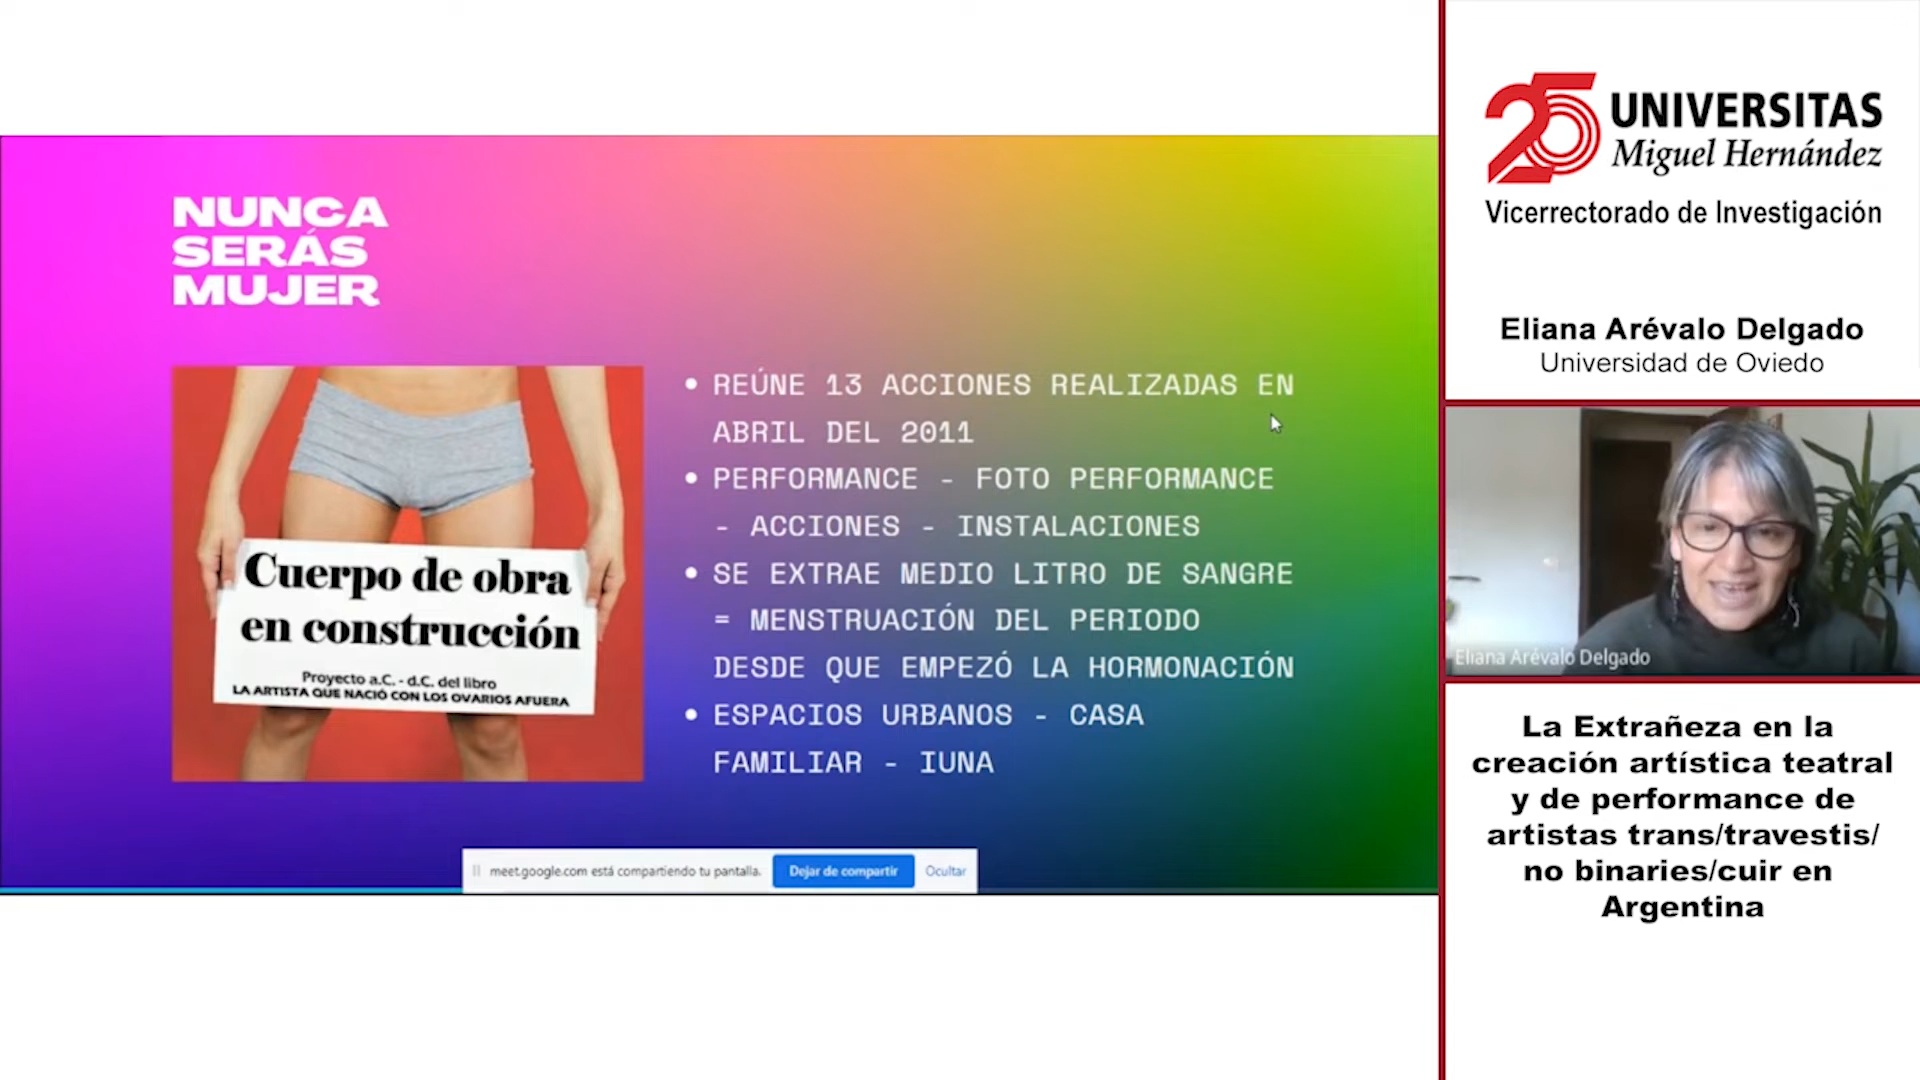 NUNCA
SERÁS
MUJER
Cuerpo de obra
en construcción
Proyecto a.C. - d.C. del libro
LA ARTISTA QUE NACIÓ CON LOS OVARIOS AFUERA
• REÚNE 13 ACCIONES REALIZADAS EN
ABRIL DEL 2011
• PERFORMANCE - FOTO PERFORMANCE
- ACCIONES - INSTALACIONES
• SE EXTRAE MEDIO LITRO DE SANGRE
= MENSTRUACIÓN DEL PERIODO
DESDE QUE EMPEZÓ LA HORMONACIÓN
• ESPACIOS URBANOS - CASA
FAMILIAR - IUNA
meet.google.com está compartiendo tu pantalla.
Dejar de compartir
Ocultar
25 UNIVERSITAS
Miguel Hernández
Vicerrectorado de Investigación
Eliana Arévalo Delgado
Universidad de Oviedo
Eliana Arévalo Delgado
La Extrañeza en la
creación artística teatral
y de performance de
artistas trans/travestis/
no binaries/cuir en
Argentina